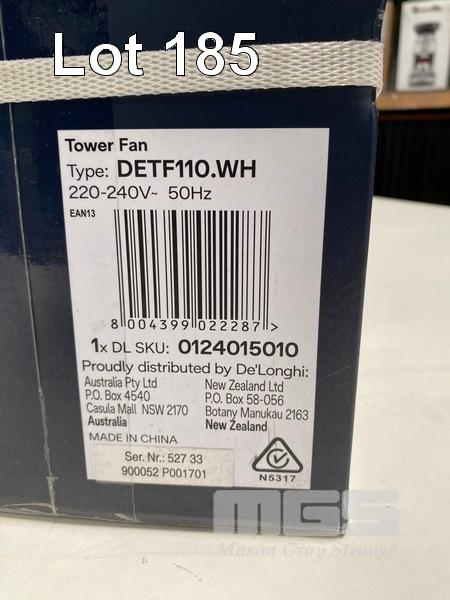 Lot 185
Tower Fan
Type: DETF110.WH
220-240V~ 50Hz
EAN13
8 004399 022287 >
1x DL SKU: 0124015010
Proudly distributed by De'Longhi:
Australia Pty Ltd
P.O. Box 4540
Casula Mall NSW 2170
Australia
New Zealand Ltd
P.O. Box 58-056
Botany Manukau 2163
New Zealand
MADE IN CHINA
Ser. Nr.: 527 33
900052 P001701
N5317
MGS
Mason Gray Strange